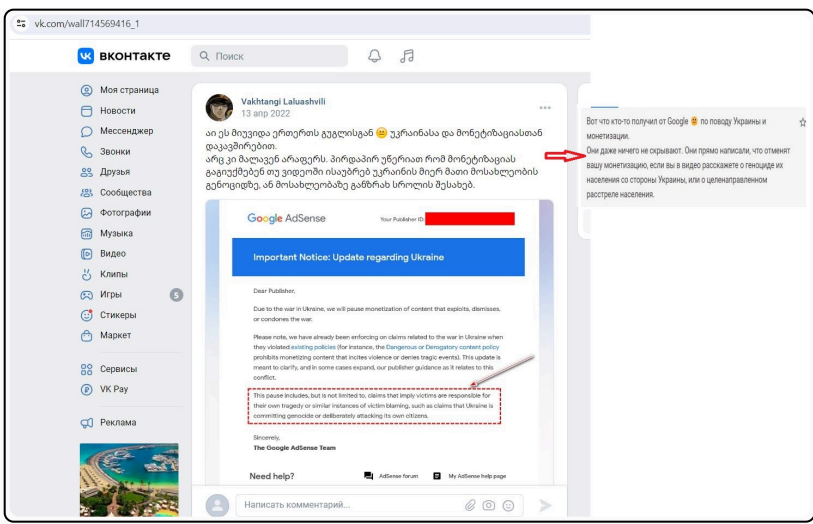 vk.com/wall714569416_1
вконтакте
Поиск
Моя страница
Новости
Мессенджер
Звонки
Друзья
Сообщества
Фотографии
Музыка
Видео
Клипы
Игры
5
Стикеры
Маркет
Сервисы
VK Pay
Реклама
Vakhtangi Laluashvili
13 апр 2022
აი ეს მიუვიდა ერთერთს გუგლისგან 😐 უკრაინასა და მონეტიზაციასთან
დაკავშირებით.
არც კი მალავენ არაფერს. პირდაპირ უწერიათ რომ მონეტიზაციას
გაგიუქმებენ თუ ვიდეოში ისაუბრებ უკრაინის მიერ მათი მოსახლეობის
გენოციდზე, ან მოსახლეობაზე განზრახ სროლის შესახებ.
Google AdSense
Your Publisher ID:
Important Notice: Update regarding Ukraine
Dear Publisher,
Due to the war in Ukraine, we will pause monetization of content that exploits, dismisses,
or condones the war.
Please note, we have already been enforcing on claims related to the war in Ukraine when
they violated existing policies (for instance, the Dangerous or Derogatory content policy
prohibits monetizing content that incites violence or denies tragic events). This update is
meant to clarify, and in some cases expand, our publisher guidance as it relates to this
conflict.
This pause includes, but is not limited to, claims that imply victims are responsible for
their own tragedy or similar instances of victim blaming, such as claims that Ukraine is
committing genocide or deliberately attacking its own citizens.
Sincerely,
The Google AdSense Team
Need help?
AdSense forum
My AdSense help page
Написать комментарий...
Вот что кто-то получил от Google 😐 по поводу Украины и
монетизации.
Они даже ничего не скрывают. Они прямо написали, что отменят
вашу монетизацию, если вы в видео расскажете о геноциде их
населения со стороны Украины, или о целенаправленном
расстреле населения.